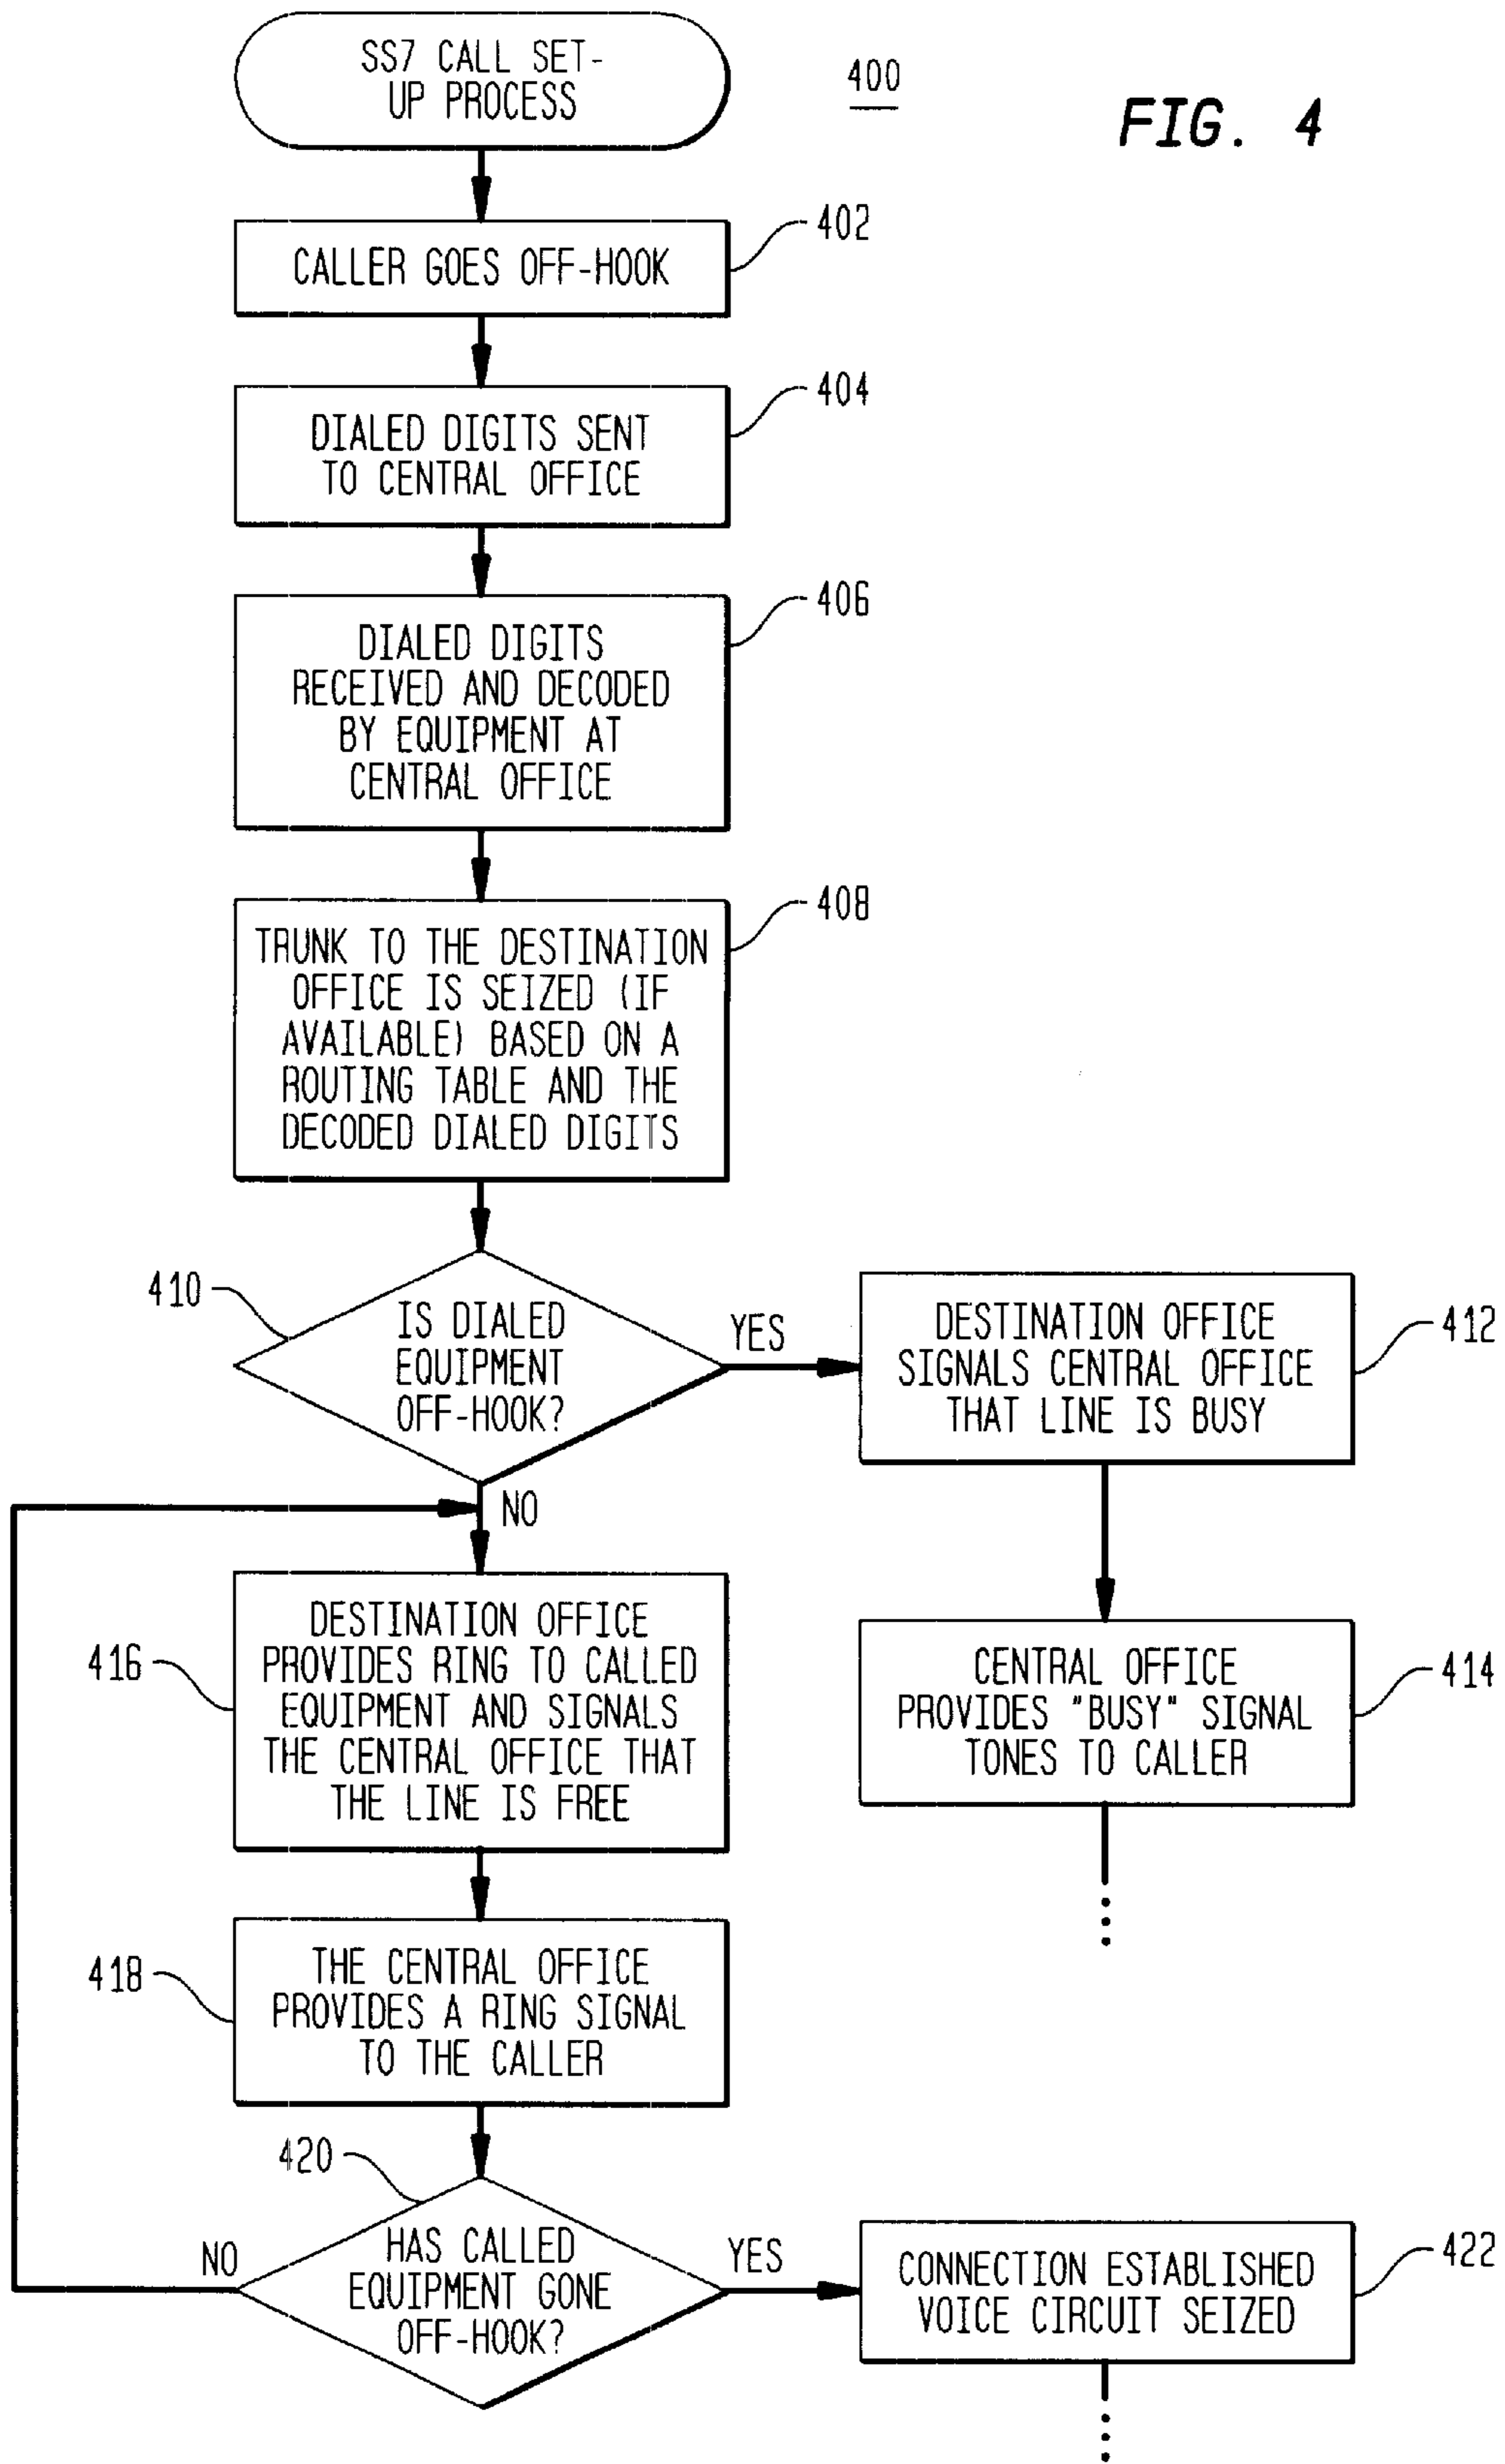 SS7 CALL SET-
UP PROCESS
400
FIG. 4
402
CALLER GOES OFF-HOOK
404
DIALED DIGITS SENT
TO CENTRAL OFFICE
406
DIALED DIGITS
RECEIVED AND DECODED
BY EQUIPMENT AT
CENTRAL OFFICE
408
TRUNK TO THE DESTINATION
OFFICE IS SEIZED (IF
AVAILABLE) BASED ON A
ROUTING TABLE AND THE
DECODED DIALED DIGITS
410
IS DIALED
EQUIPMENT
OFF-HOOK?
YES
DESTINATION OFFICE
SIGNALS CENTRAL OFFICE
THAT LINE IS BUSY
412
NO
CENTRAL OFFICE
PROVIDES "BUSY" SIGNAL
TONES TO CALLER
414
416
DESTINATION OFFICE
PROVIDES RING TO CALLED
EQUIPMENT AND SIGNALS
THE CENTRAL OFFICE THAT
THE LINE IS FREE
418
THE CENTRAL OFFICE
PROVIDES A RING SIGNAL
TO THE CALLER
420
HAS CALLED
EQUIPMENT GONE
OFF-HOOK?
NO
YES
CONNECTION ESTABLISHED
VOICE CIRCUIT SEIZED
422